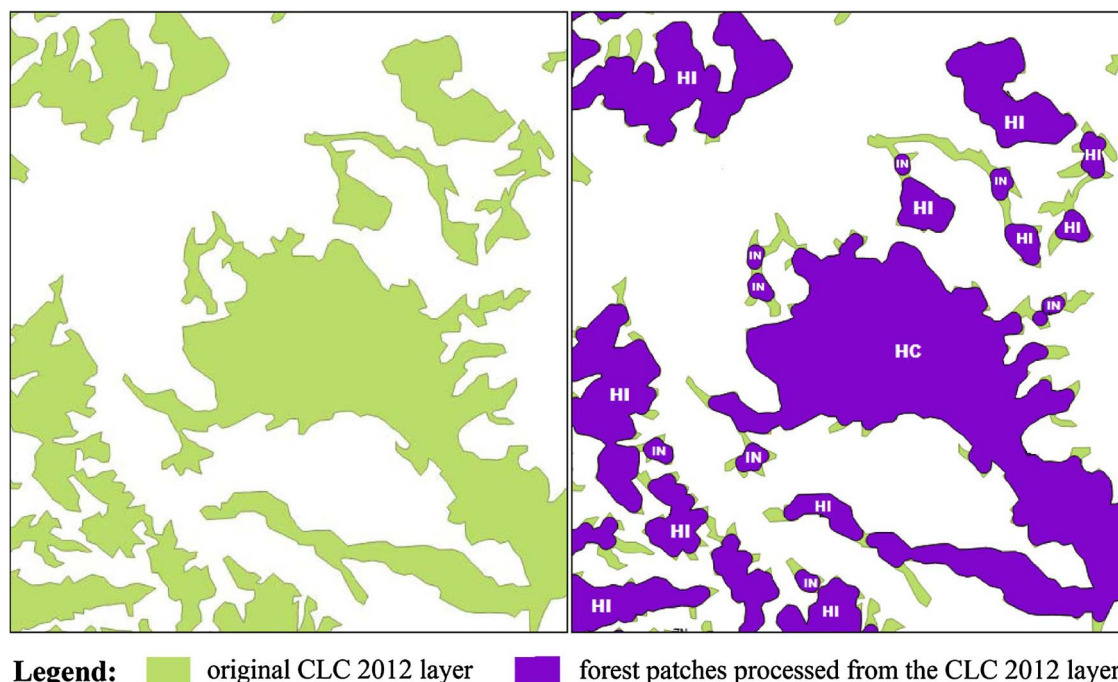 HI
HI
HI
IN
IN
HI
HI
HI
IN
IN
IN
HC
HI
IN
IN
HI
HI
IN
HI
HI
Legend: original CLC 2012 layer forest patches processed from the CLC 2012 layer